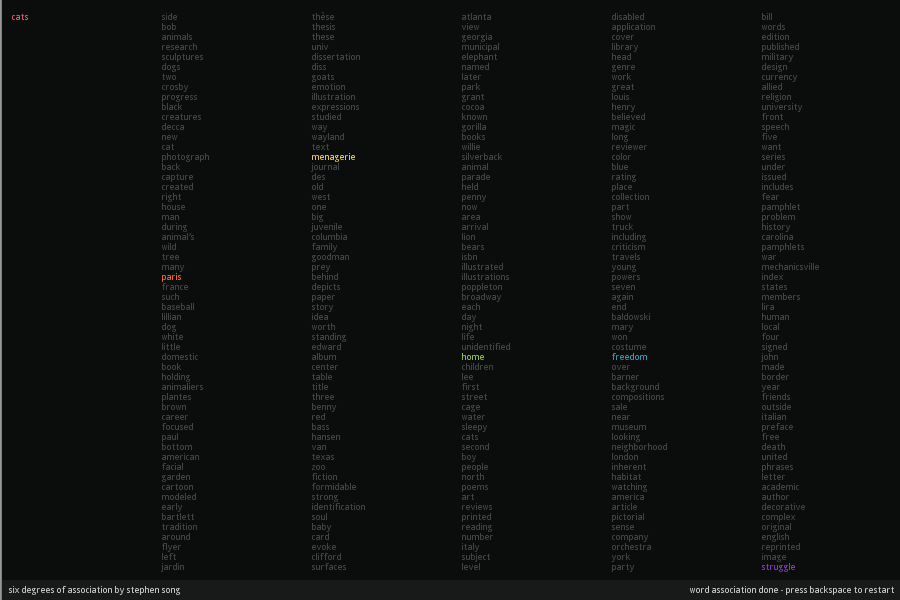 cats
side
bob
animals
research
sculptures
dogs
two
crosby
progress
black
creatures
decca
new
cat
photograph
back
capture
created
right
house
man
during
animal's
wild
tree
many
paris
france
such
baseball
lillian
dog
white
little
domestic
book
holding
animaliers
plantes
brown
career
focused
paul
bottom
american
facial
garden
cartoon
modeled
early
bartlett
tradition
around
flyer
left
jardin
thèse
thesis
these
univ
dissertation
diss
goats
emotion
illustration
expressions
studied
way
wayland
text
menagerie
journal
des
old
west
one
big
juvenile
columbia
family
goodman
prey
behind
depicts
paper
story
idea
worth
standing
edward
album
center
table
title
three
benny
red
bass
hansen
van
texas
zoo
fiction
formidable
strong
identification
soul
baby
card
evoke
clifford
surfaces
atlanta
view
georgia
municipal
elephant
named
later
park
grant
cocoa
known
gorilla
books
willie
silverback
animal
parade
held
penny
now
area
arrival
lion
bears
isbn
illustrated
illustrations
poppleton
broadway
each
day
night
life
unidentified
home
children
lee
first
street
cage
water
sleepy
cats
second
boy
people
north
poems
art
reviews
printed
reading
number
italy
subject
level
disabled
application
cover
library
head
genre
work
great
louis
henry
believed
magic
long
reviewer
color
blue
rating
place
collection
part
show
truck
including
criticism
travels
young
powers
seven
again
end
baldowski
mary
won
costume
freedom
over
barner
background
compositions
sale
near
museum
looking
neighborhood
london
inherent
habitat
watching
america
article
pictorial
sense
company
orchestra
york
party
bill
words
edition
published
military
design
currency
allied
religion
university
front
speech
five
want
series
under
issued
includes
fear
pamphlet
problem
history
carolina
pamphlets
war
mechanicsville
index
states
members
lira
human
local
four
signed
john
made
border
year
friends
outside
italian
preface
free
death
united
phrases
letter
academic
author
decorative
complex
original
english
reprinted
image
struggle
six degrees of association by stephen song
word association done - press backspace to restart